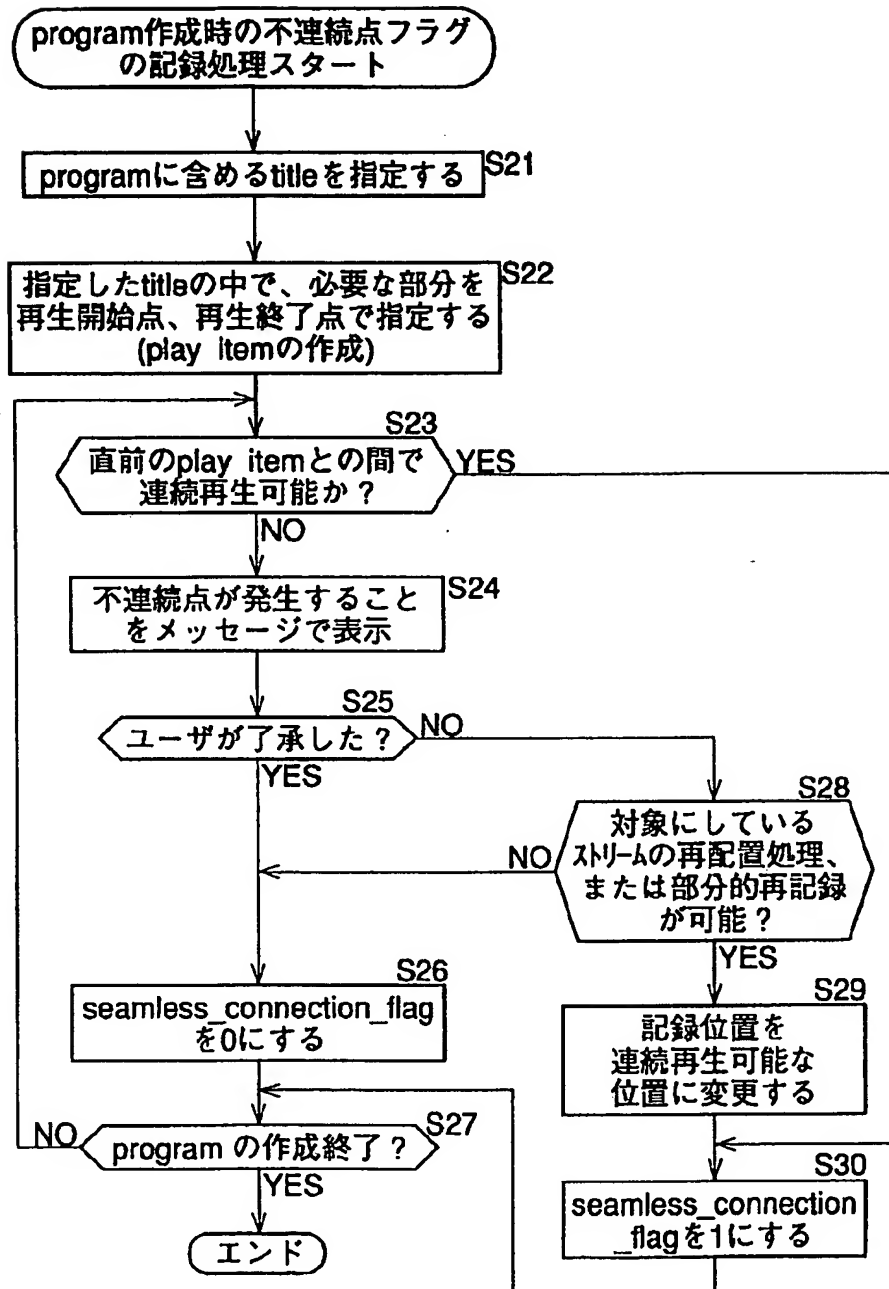 program作成時の不連続点フラグ
の記録処理スタート
programに含めるtitleを指定する
S21
指定したtitleの中で、必要な部分を
再生開始点、再生終了点で指定する
(play itemの作成)
S22
S23
直前のplay itemとの間で
連続再生可能か？
YES
NO
不連続点が発生すること
をメッセージで表示
S24
S25
ユーザが了承した？
NO
YES
S28
対象にしている
ストリームの再配置処理、
または部分的再記録
が可能？
NO
YES
S26
seamless_connection_flag
を0にする
S29
記録位置を
連続再生可能な
位置に変更する
S27
program の作成終了？
NO
YES
S30
seamless_connection
_flagを1にする
エンド